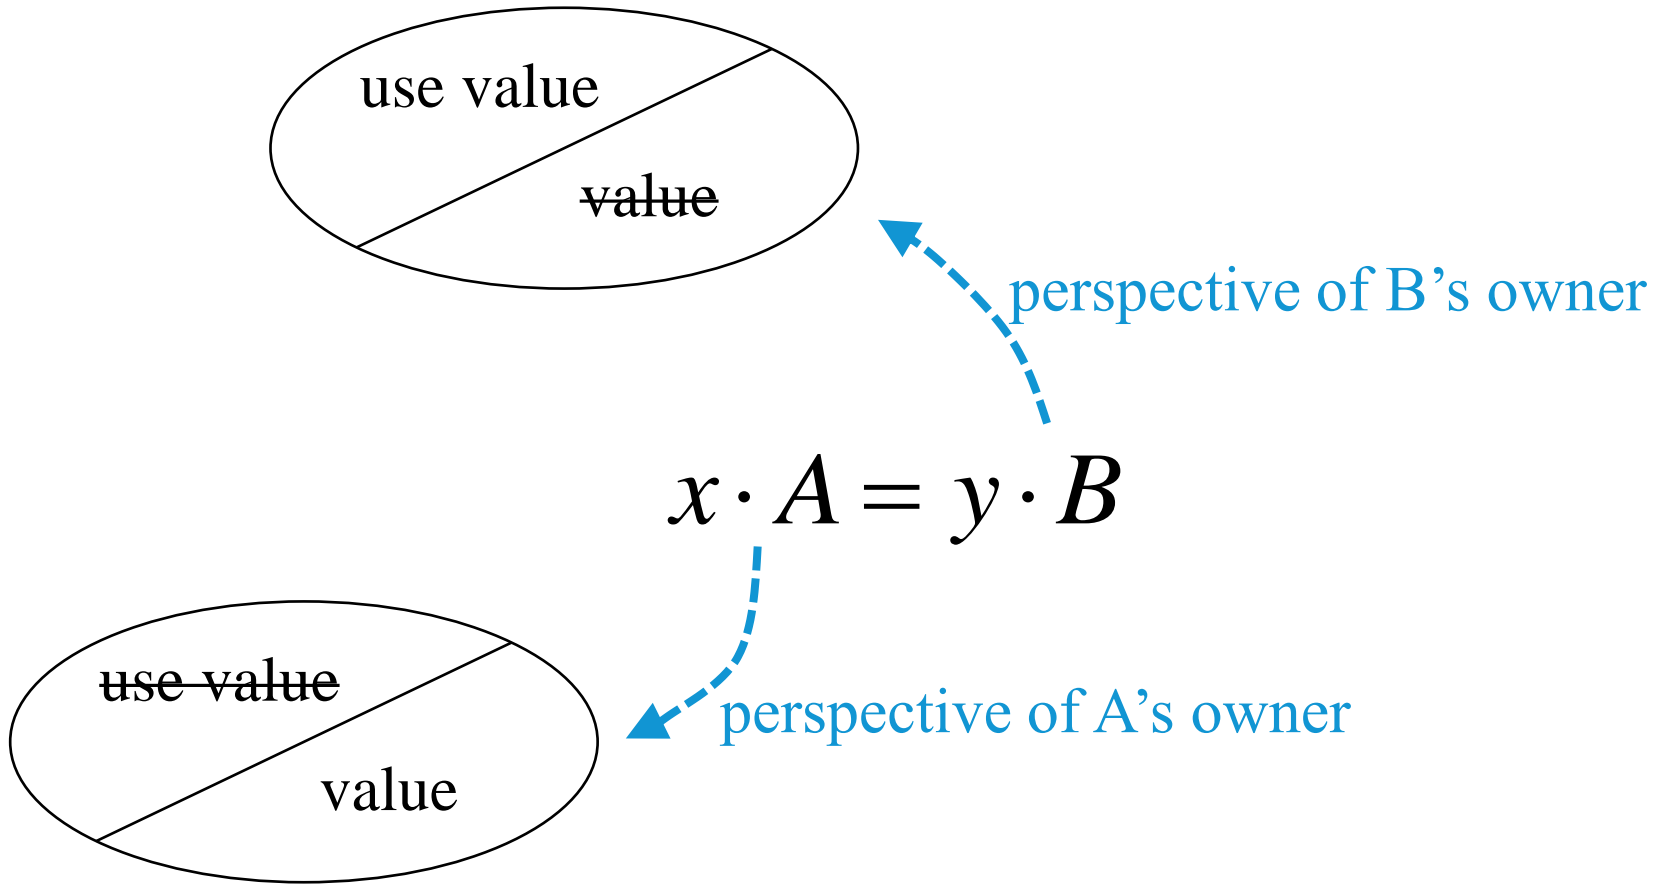 use value
value
perspective of B’s owner
x · A = y · B
use value
perspective of A’s owner
value